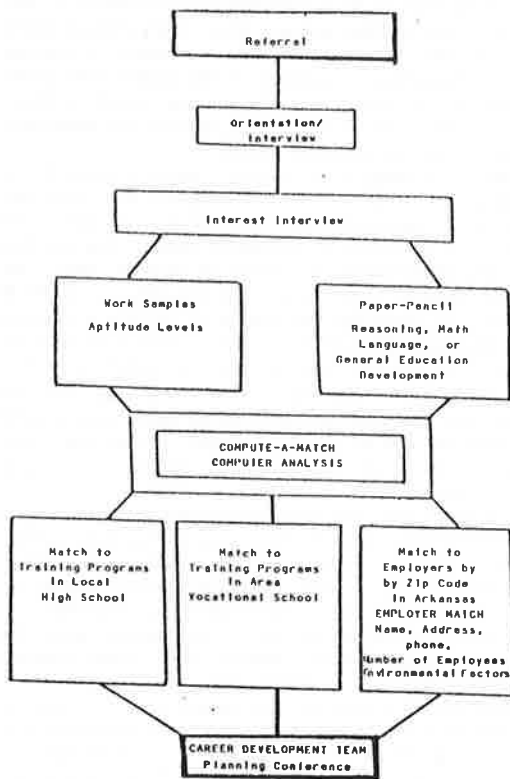 Referral
Orientation/
Interview
Interest Interview
Work Samples
Aptitude Levels
Paper-Pencil
Reasoning, Math
Language, or
General Education
Development
COMPUTE-A-MATCH
COMPUTER ANALYSIS
Match to
Training Programs
In Local
High School
Match to
Training Programs
In Area
Vocational School
Match to
Employers by
by Zip Code
In Arkansas
EMPLOYER MATCH
Name, Address,
phone,
Number of Employees
Environmental Factors
CAREER DEVELOPMENT TEAM
Planning Conference